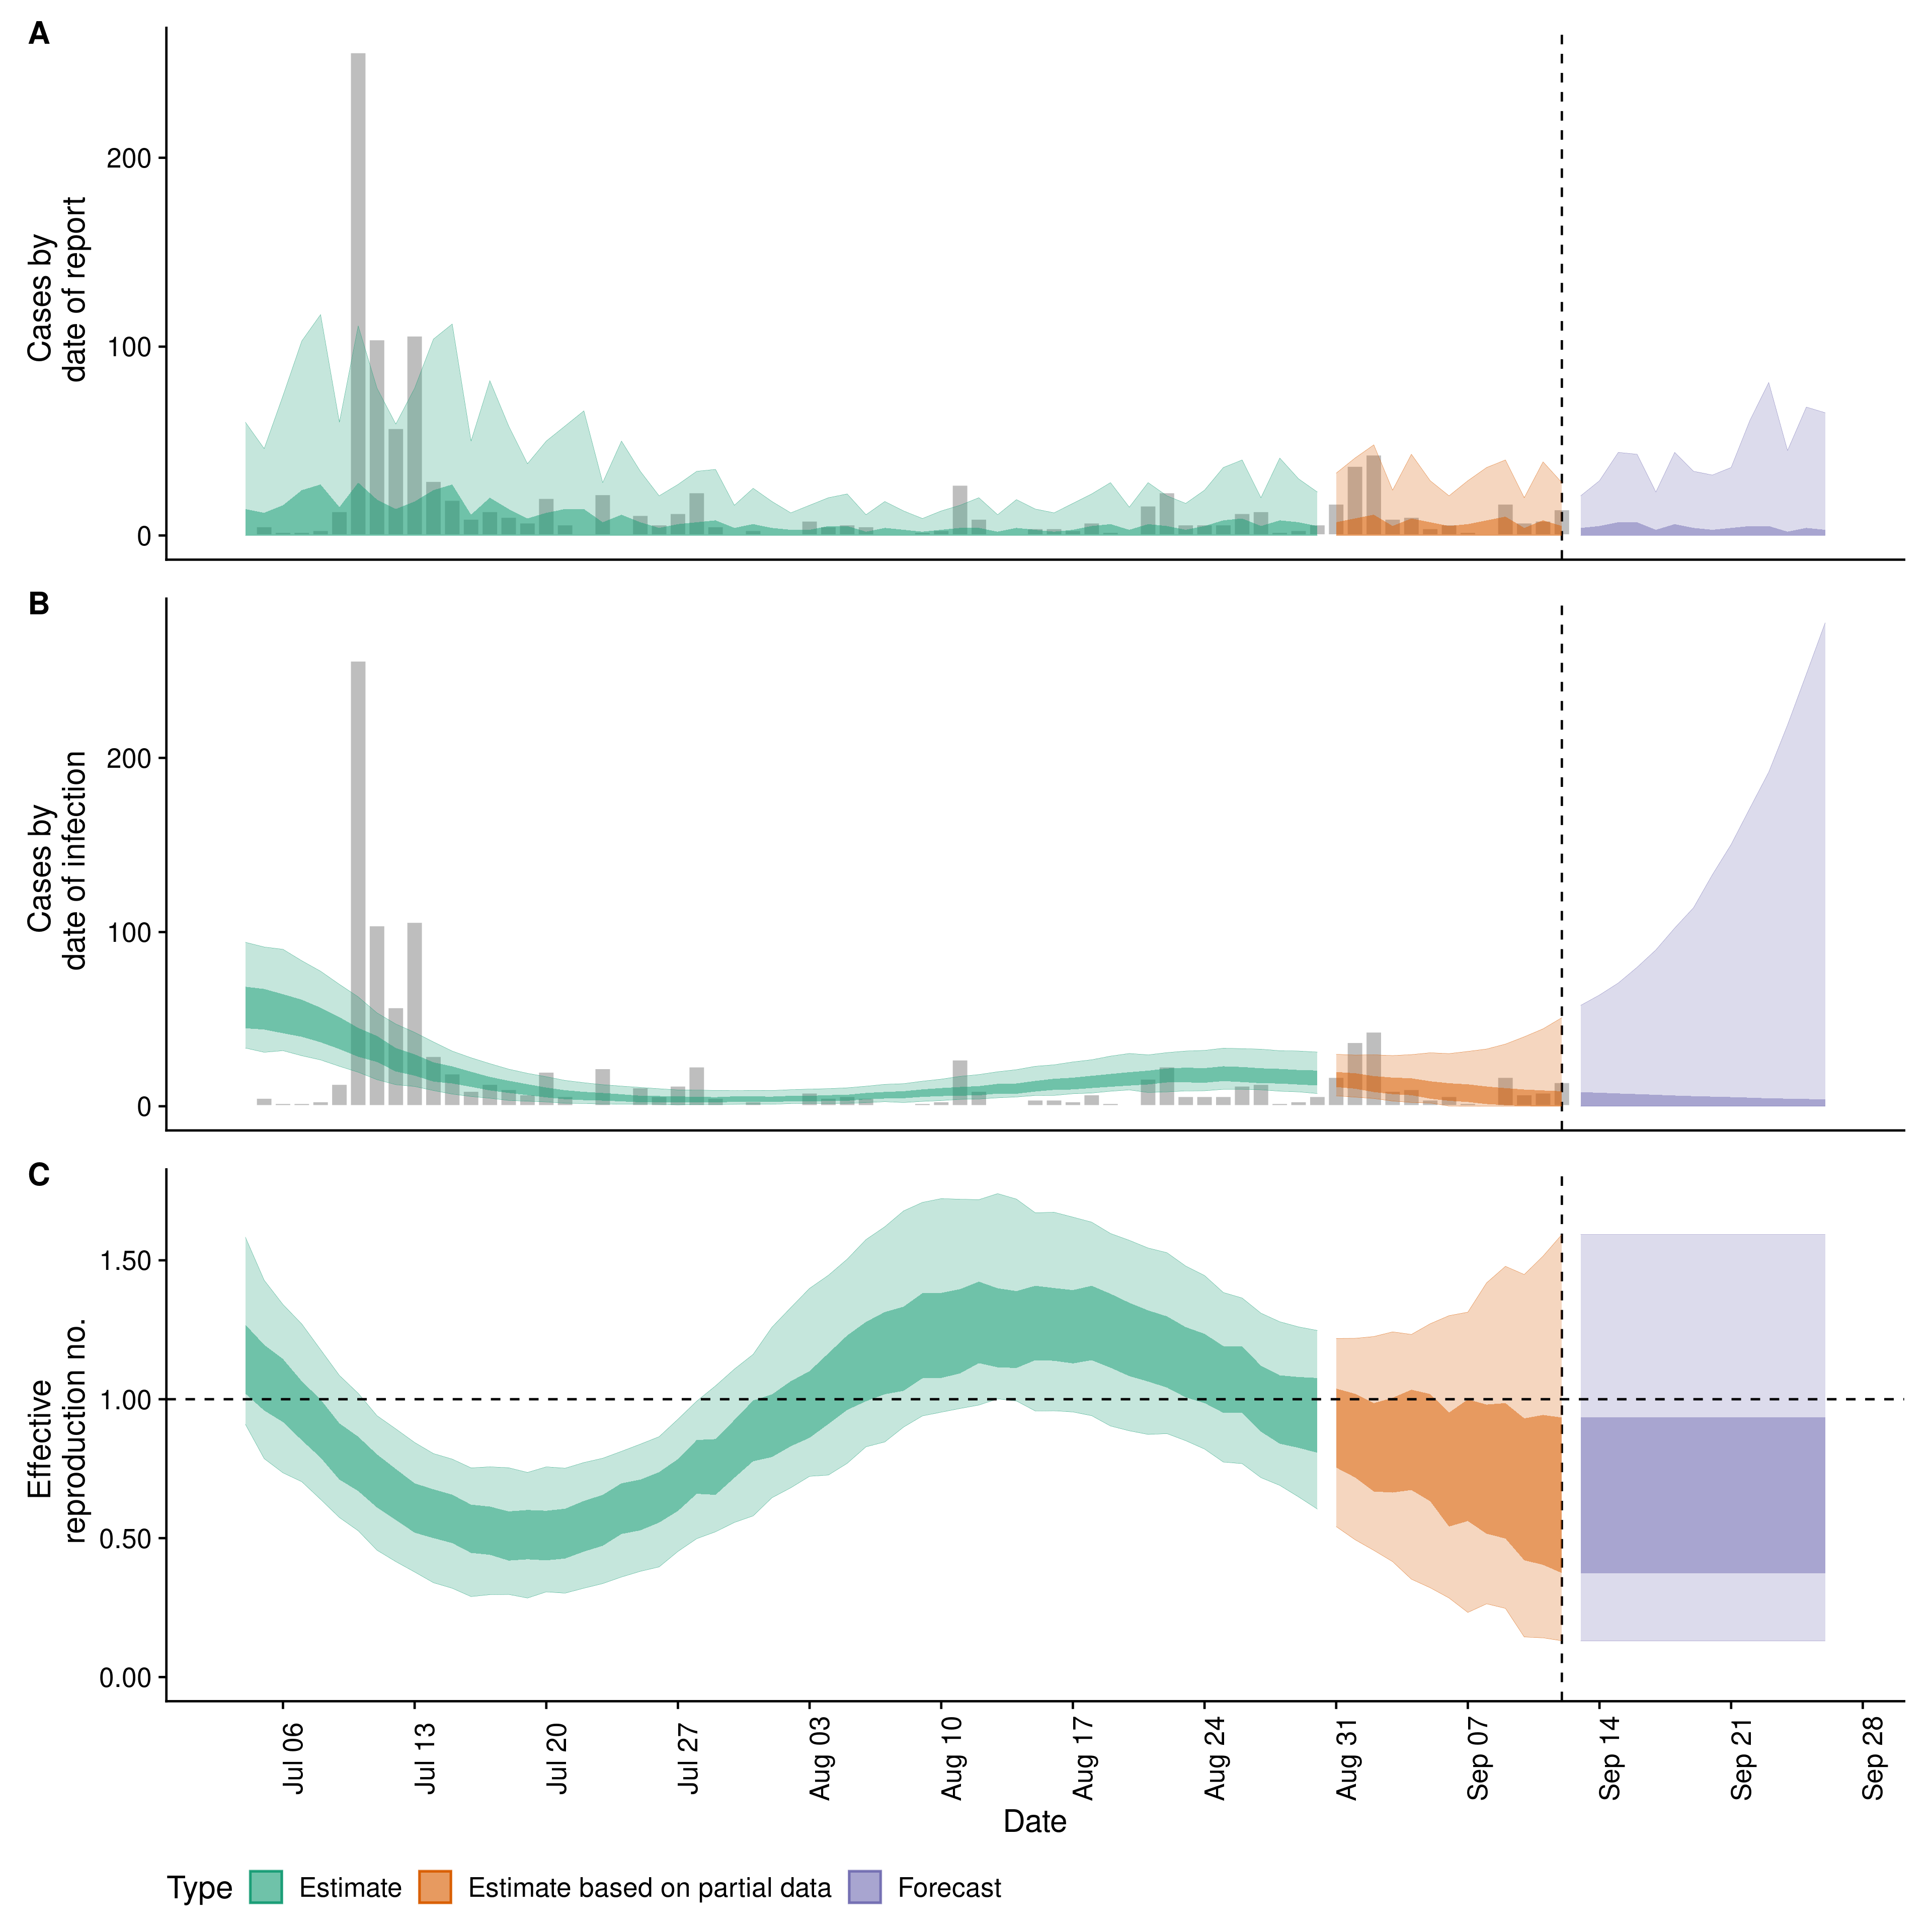 A
Cases by
date of report
200
100
0
B
Cases by
date of infection
200
100
0
C
Effective
reproduction no.
1.50
1.00
0.50
0.00
Jul 06
Jul 13
Jul 20
Jul 27
Aug 03
Aug 10
Aug 17
Aug 24
Aug 31
Sep 07
Sep 14
Sep 21
Sep 28
Date
Type Estimate Estimate based on partial data Forecast